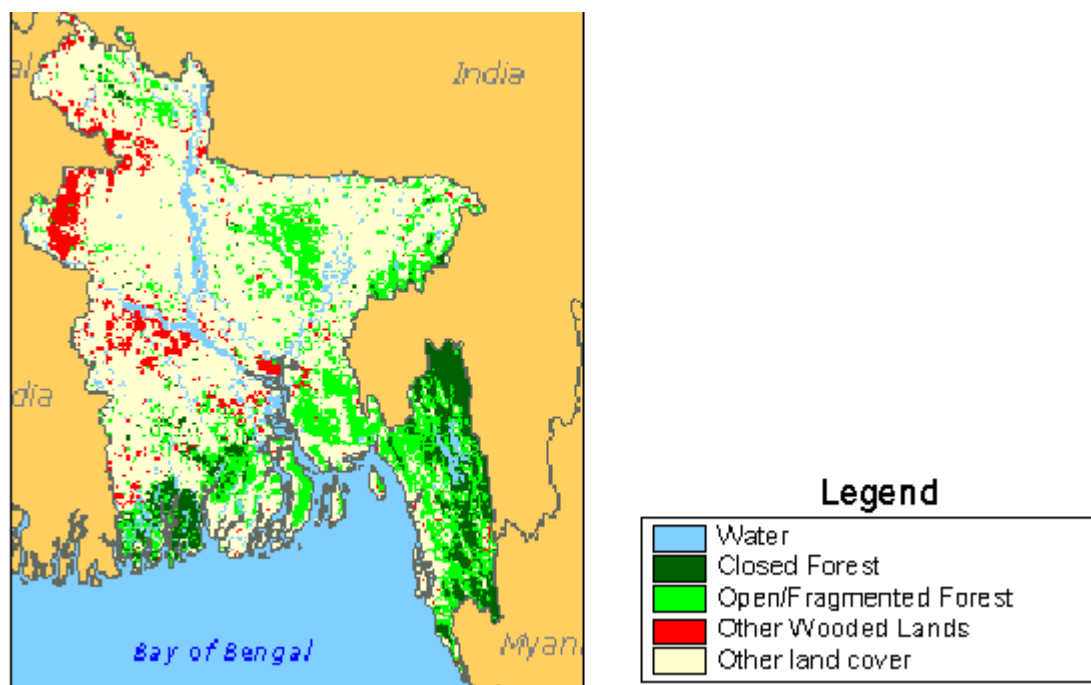 al
India
dia
Bay of Bengal
Myan
Legend
Water
Closed Forest
Open/Fragmented Forest
Other Wooded Lands
Other land cover